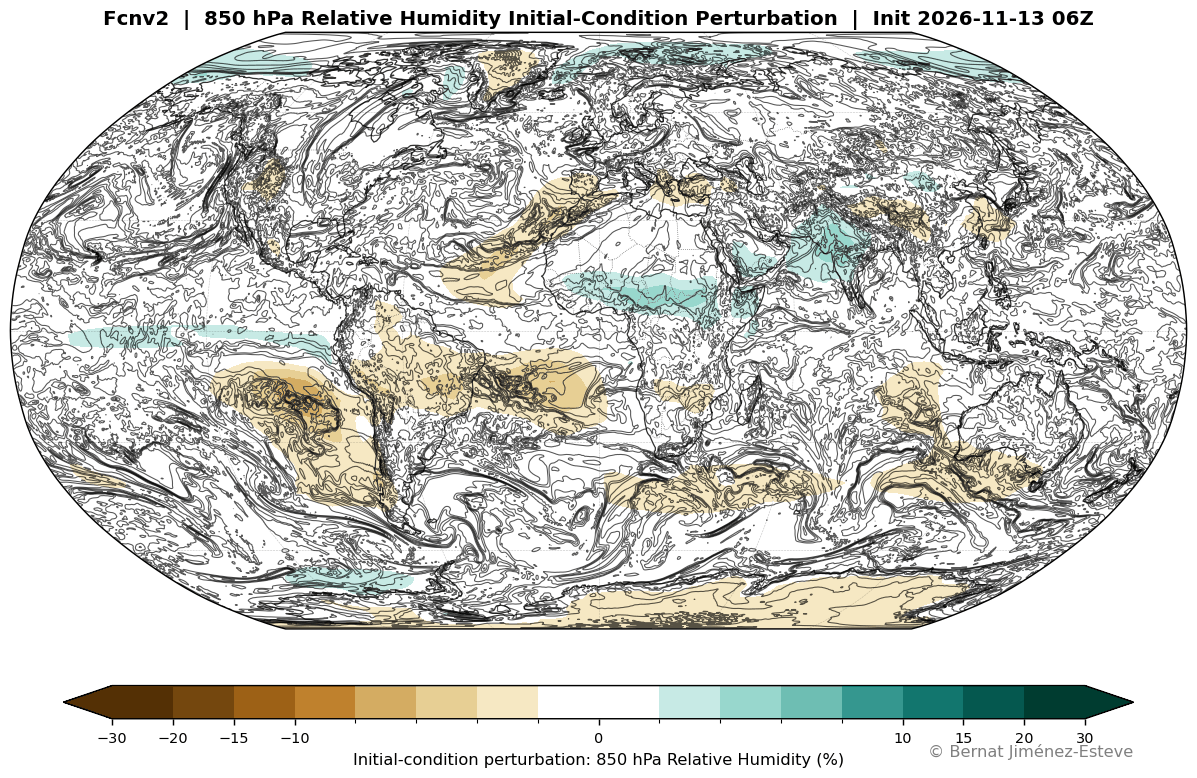 Fcnv2 | 850 hPa Relative Humidity Initial-Condition Perturbation | Init 2026-11-13 06Z
−30 −20 −15 −10 0 10 15 20 30
Initial-condition perturbation: 850 hPa Relative Humidity (%)
© Bernat Jiménez-Esteve